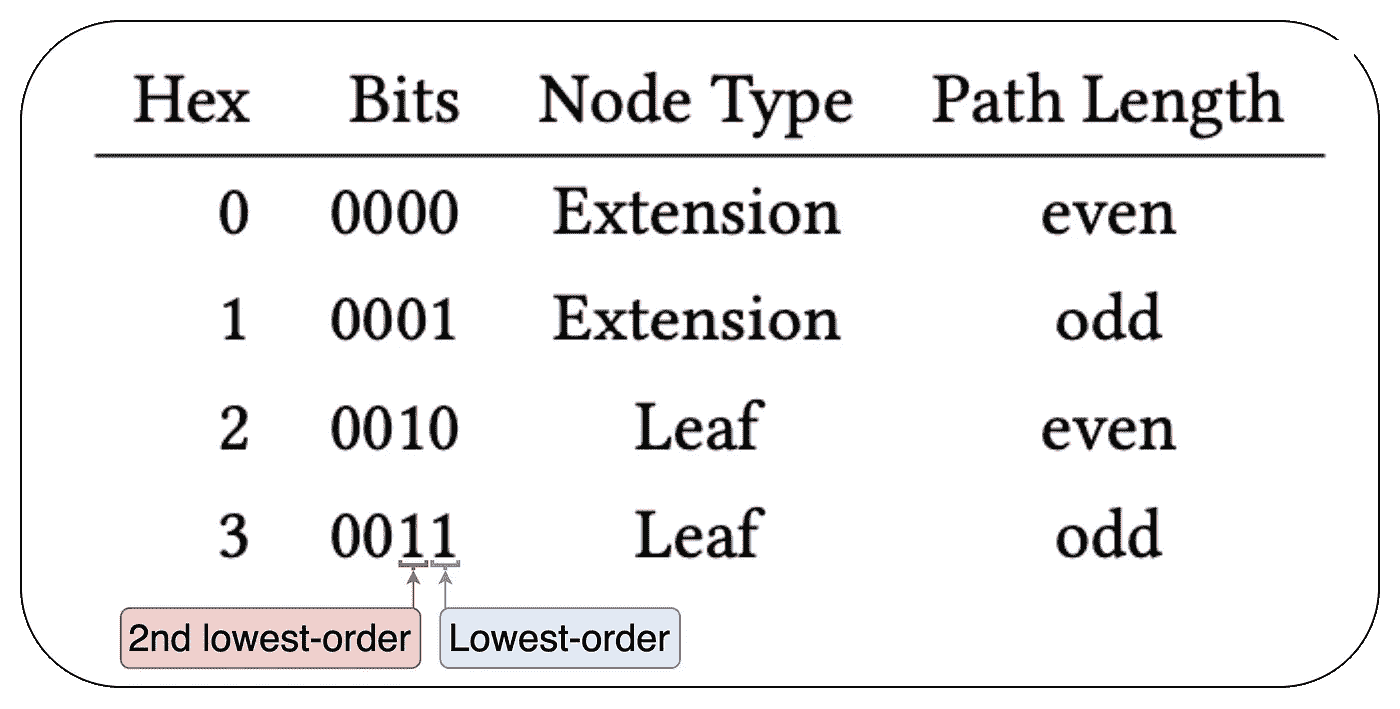 Hex Bits Node Type Path Length
0 0000 Extension even
1 0001 Extension odd
2 0010 Leaf even
3 0011 Leaf odd
2nd lowest-order Lowest-order